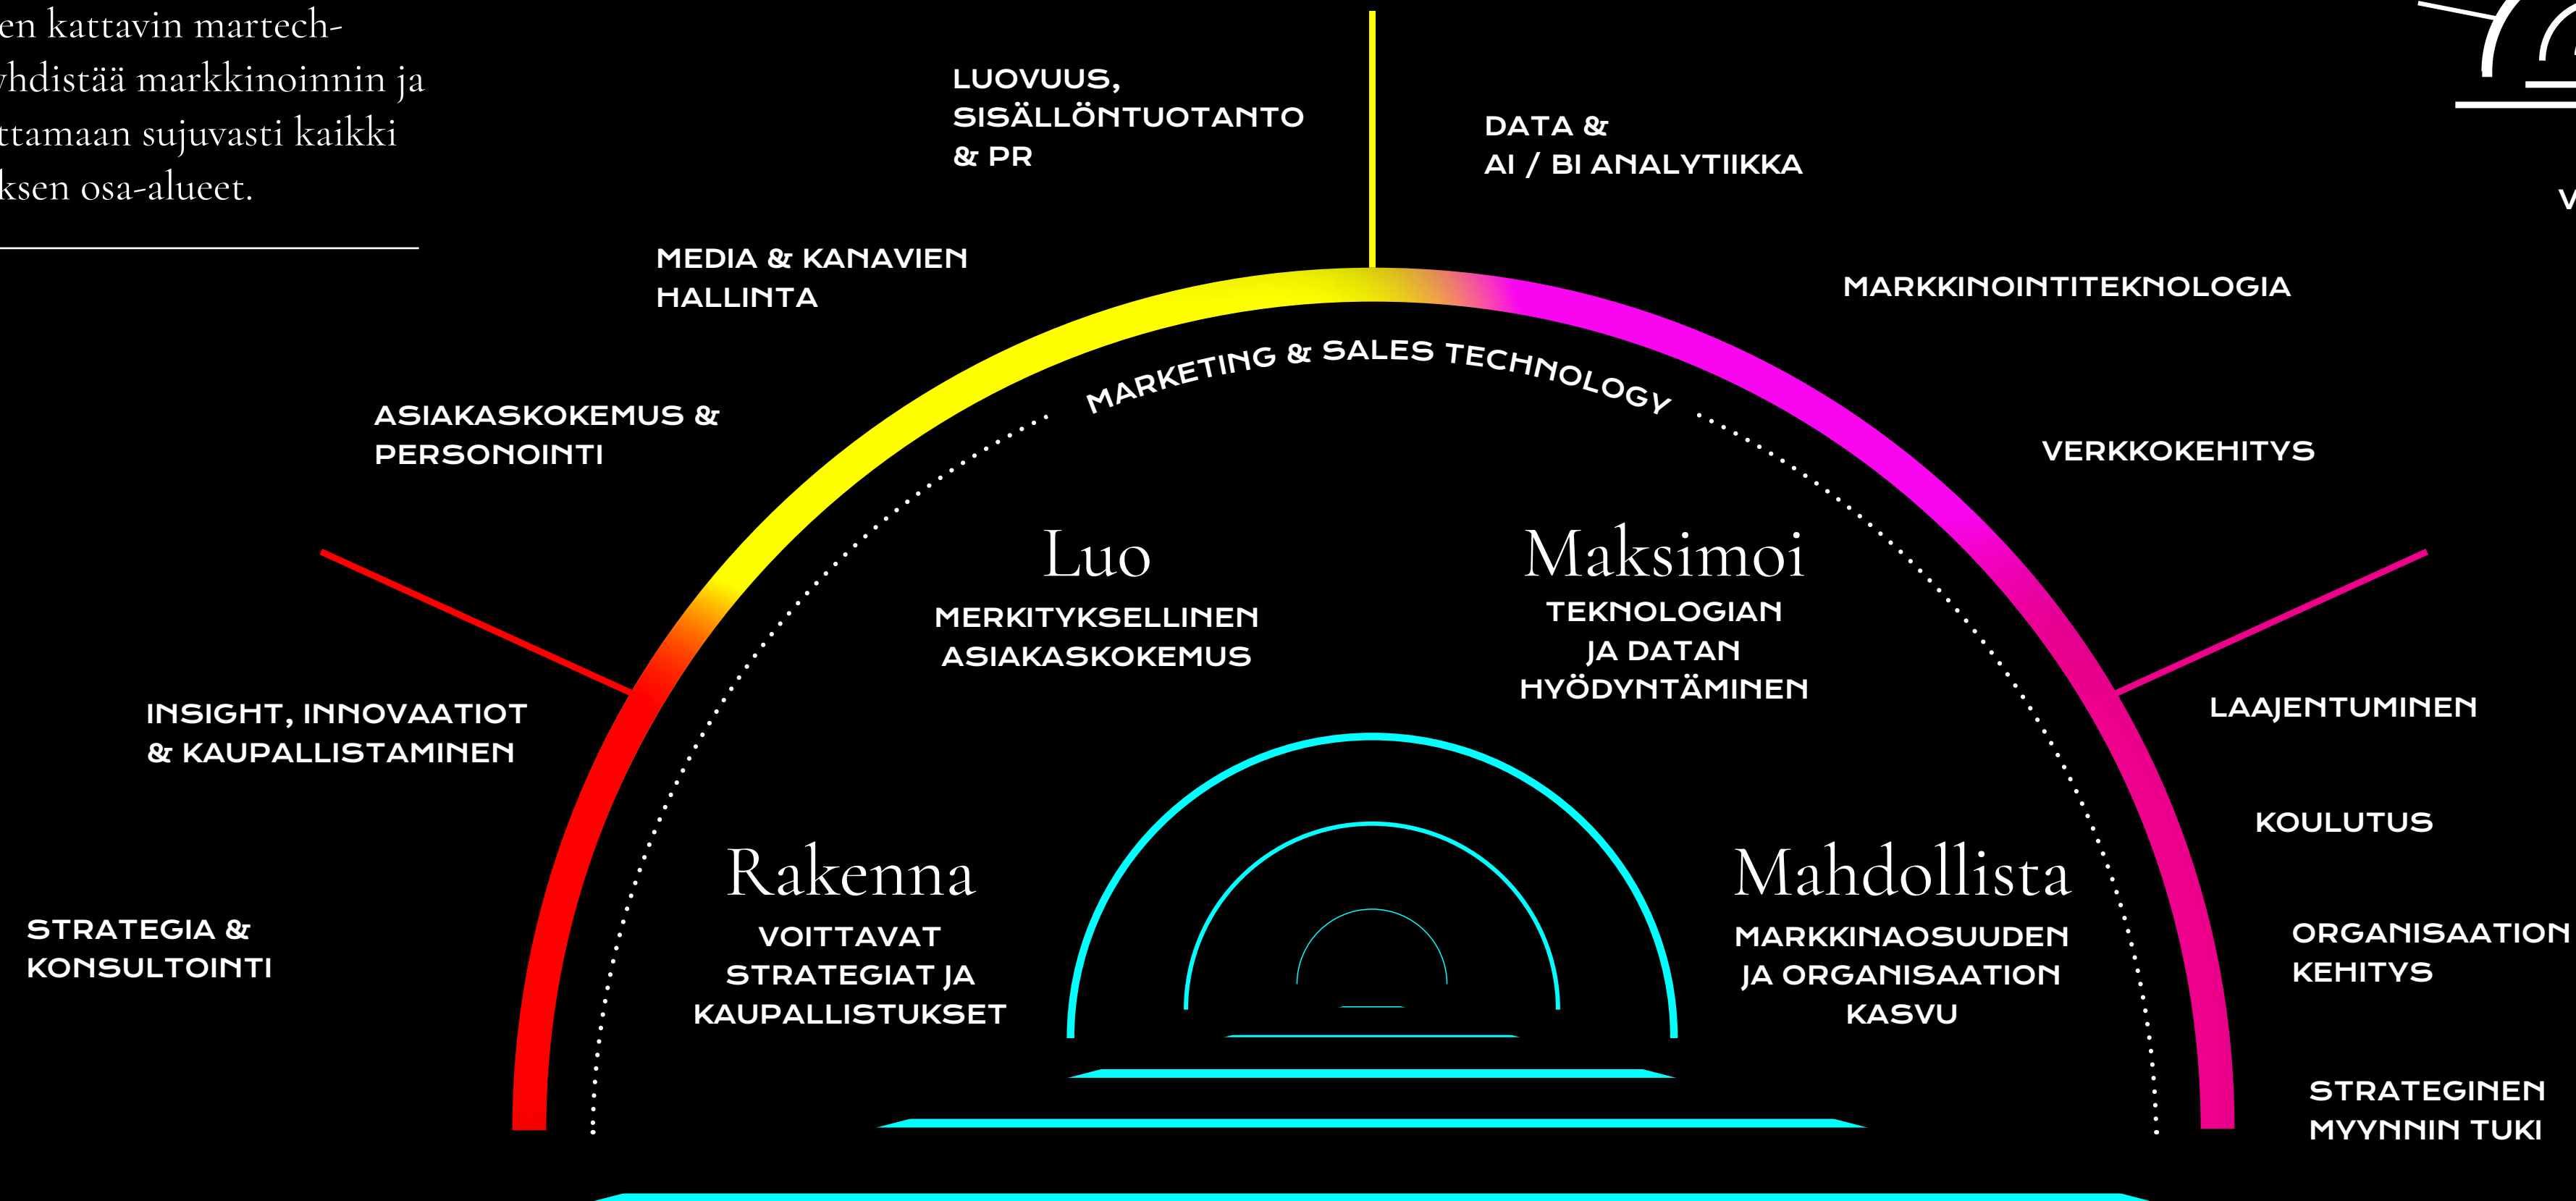 en kattavin martech-
yhdistää markkinoinnin ja
ttamaan sujuvasti kaikki
ksen osa-alueet.
LUOVUUS,
SISÄLLÖNTUOTANTO
& PR
DATA &
AI / BI ANALYTIIKKA
MEDIA & KANAVIEN
HALLINTA
MARKKINOINTITEKNOLOGIA
MARKETING & SALES TECHNOLOGY
ASIAKASKOKEMUS &
PERSONOINTI
VERKKOKEHITYS
Luo
MERKITYKSELLINEN
ASIAKASKOKEMUS
Maksimoi
TEKNOLOGIAN
JA DATAN
HYÖDYNTÄMINEN
INSIGHT, INNOVAATIOT
& KAUPALLISTAMINEN
LAAJENTUMINEN
KOULUTUS
Rakenna
VOITTAVAT
STRATEGIAT JA
KAUPALLISTUKSET
Mahdollista
MARKKINAOSUUDEN
JA ORGANISAATION
KASVU
STRATEGIA &
KONSULTOINTI
ORGANISAATION
KEHITYS
STRATEGINEN
MYYNNIN TUKI